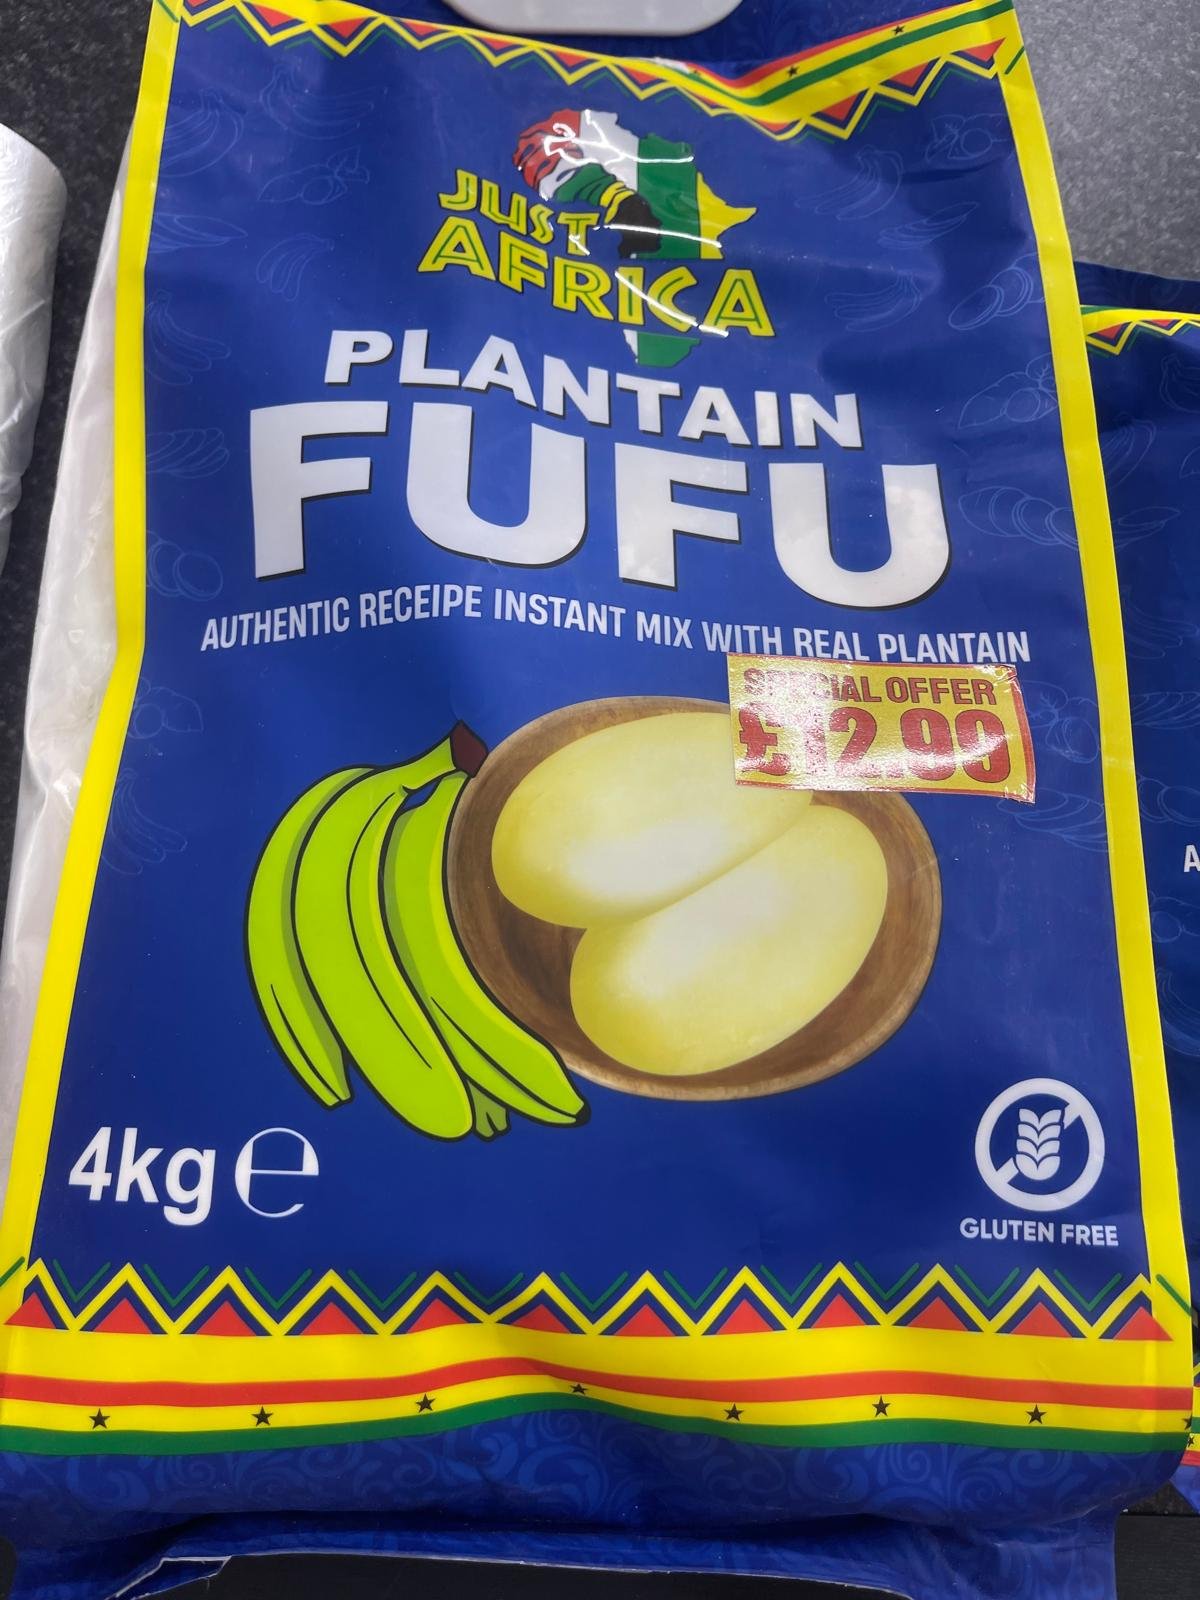 JUST
AFRICA
PLANTAIN
FUFU
AUTHENTIC RECEIPE INSTANT MIX WITH REAL PLANTAIN
SPECIAL OFFER
£12.99
4kg℮
GLUTEN FREE
A